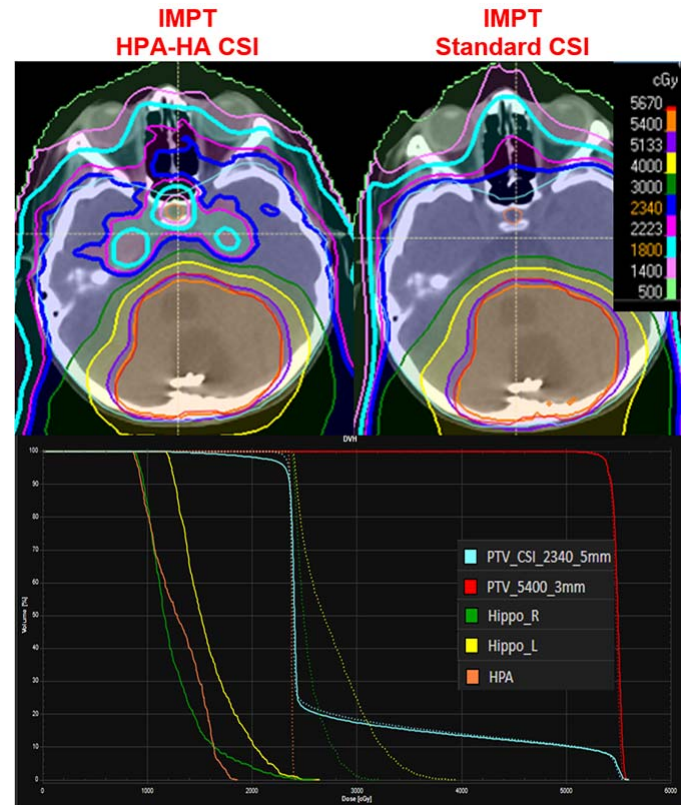 IMPT
HPA-HA CSI
IMPT
Standard CSI
cGy
5670
5400
5133
4000
3000
2340
2223
1800
1400
500
DVH
Volume [%]
100
90
80
70
60
50
40
30
20
10
0
PTV_CSI_2340_5mm
PTV_5400_3mm
Hippo_R
Hippo_L
HPA
0 1000 2000 3000 4000 5000 6000
Dose [cGy]